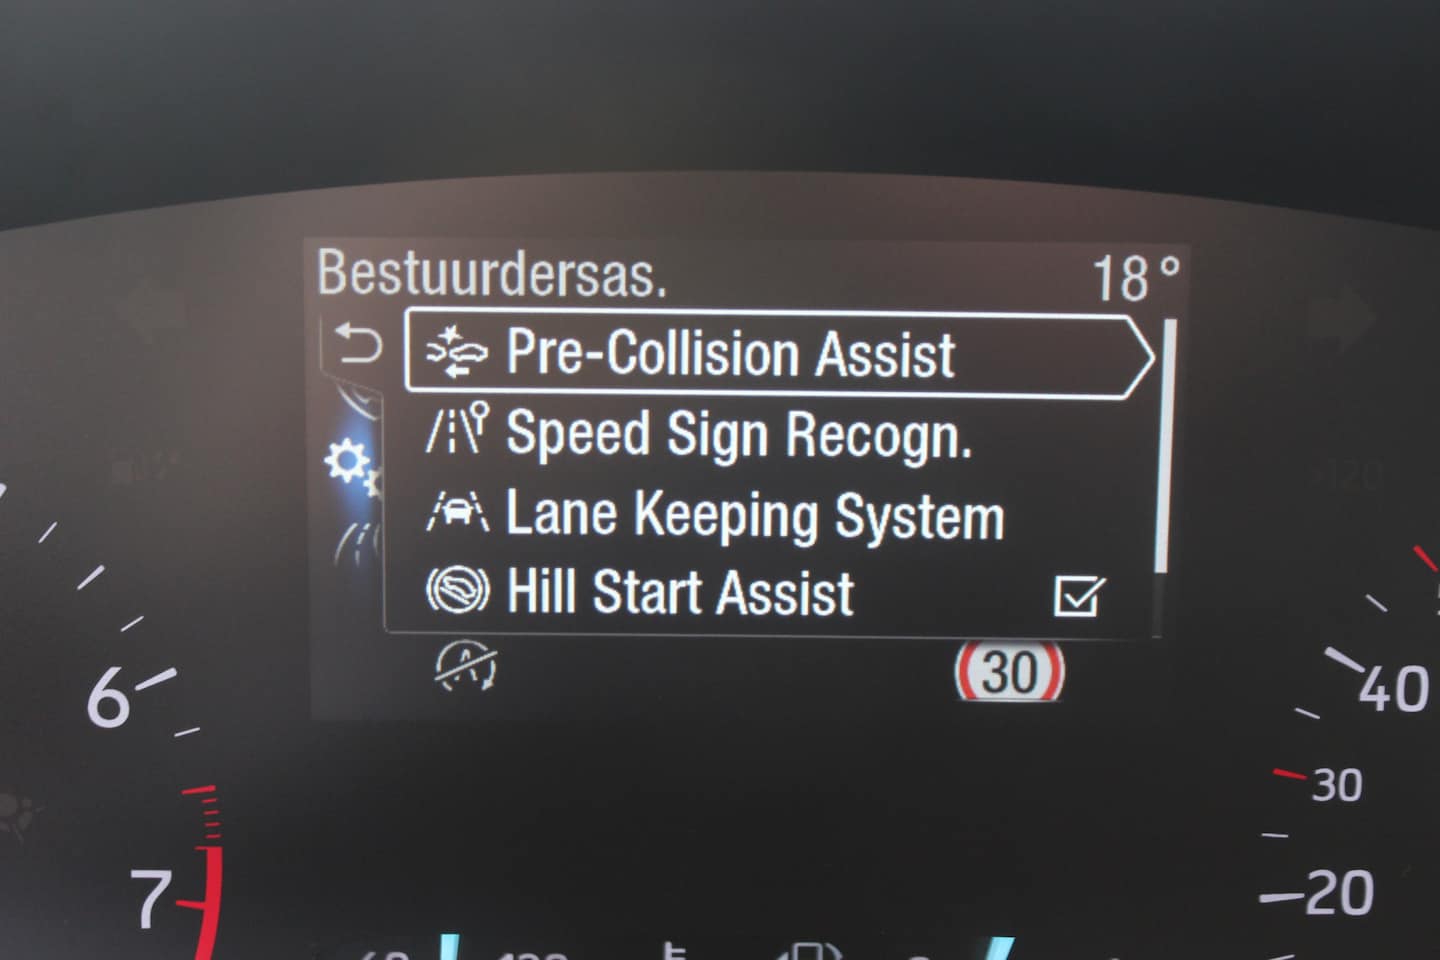 Bestuurdersas. 18°
Pre-Collision Assist
Speed Sign Recogn.
Lane Keeping System
Hill Start Assist
30
6
7
40
30
20